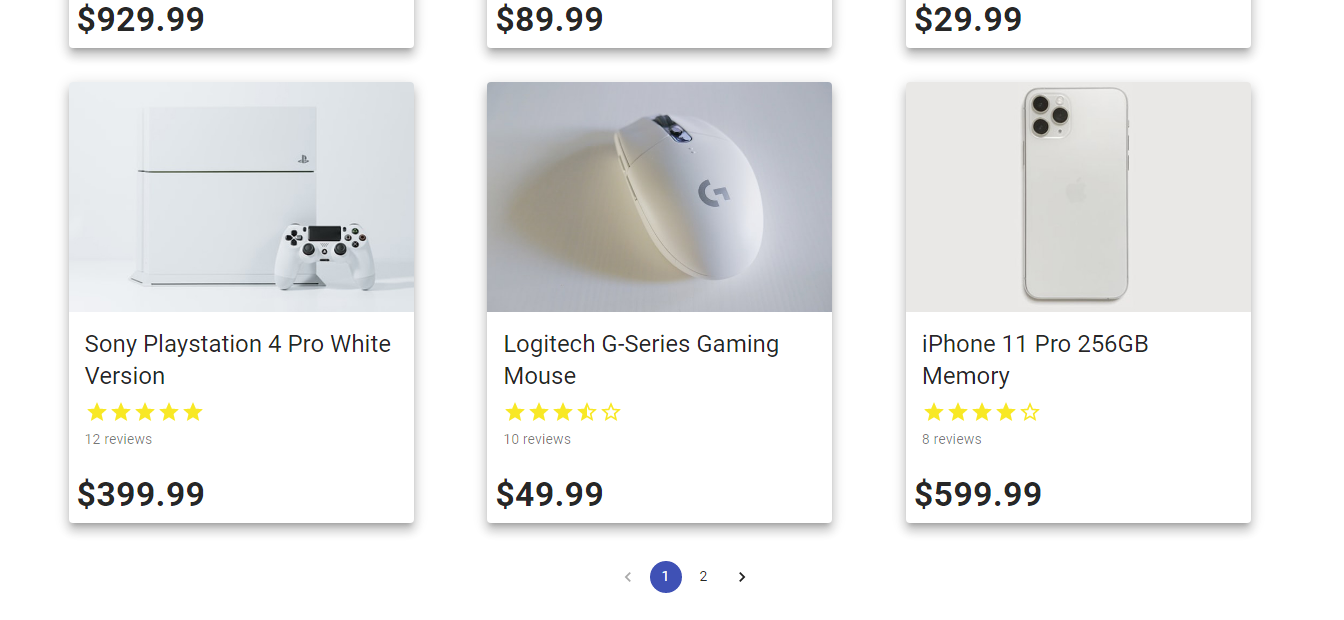 $929.99
$89.99
$29.99
Sony Playstation 4 Pro White
Version
12 reviews
$399.99
Logitech G-Series Gaming
Mouse
10 reviews
$49.99
iPhone 11 Pro 256GB
Memory
8 reviews
$599.99
1
2